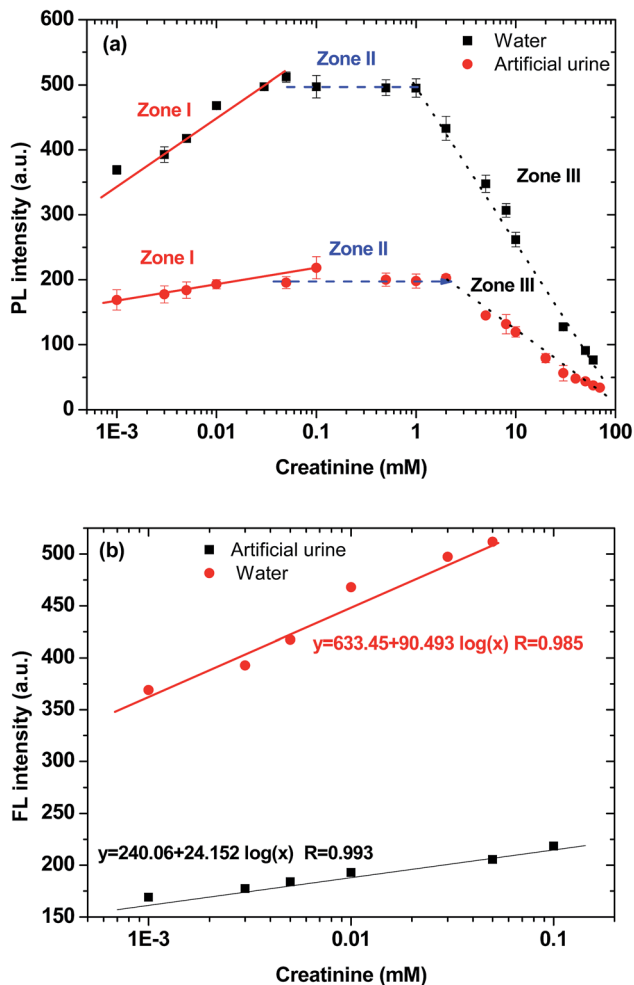 (a)
Water
Artificial urine
Zone I
Zone II
Zone III
Zone I
Zone II
Zone III
PL intensity (a.u.)
600
500
400
300
200
100
0
1E-3 0.01 0.1 1 10 100
Creatinine (mM)
(b)
Artificial urine
Water
y=633.45+90.493 log(x) R=0.985
y=240.06+24.152 log(x) R=0.993
FL intensity (a.u.)
500
450
400
350
300
250
200
150
1E-3 0.01 0.1
Creatinine (mM)